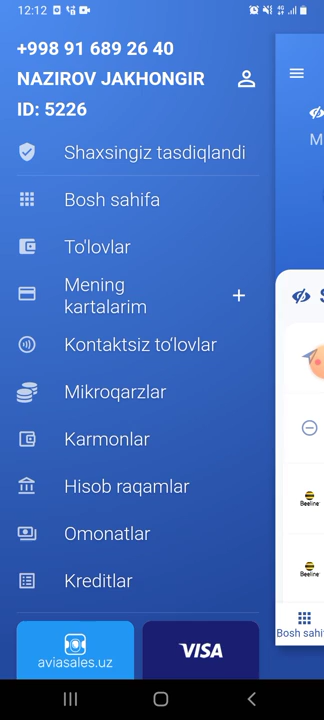 12:12
+998 91 689 26 40
NAZIROV JAKHONGIR
ID: 5226
Shaxsingiz tasdiqlandi
Bosh sahifa
To'lovlar
Mening
kartalarim
+
Kontaktsiz to‘lovlar
Mikroqarzlar
Karmonlar
Hisob raqamlar
Omonatlar
Kreditlar
aviasales.uz
VISA
M
S
Beeline
Beeline
Bosh sahi